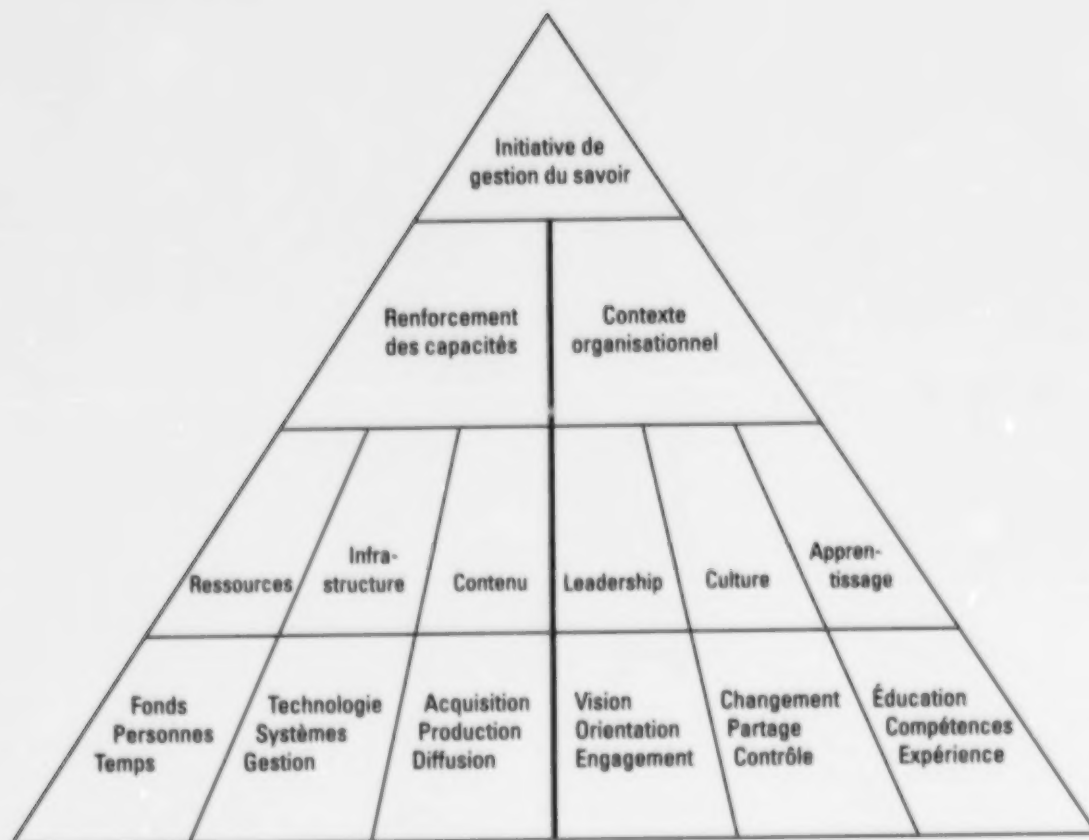 Initiative de
gestion du savoir
Renforcement
des capacités
Contexte
organisationnel
Ressources
Infra-
structure
Contenu
Leadership
Culture
Appren-
tissage
Fonds
Personnes
Temps
Technologie
Systèmes
Gestion
Acquisition
Production
Diffusion
Vision
Orientation
Engagement
Changement
Partage
Contrôle
Éducation
Compétences
Expérience